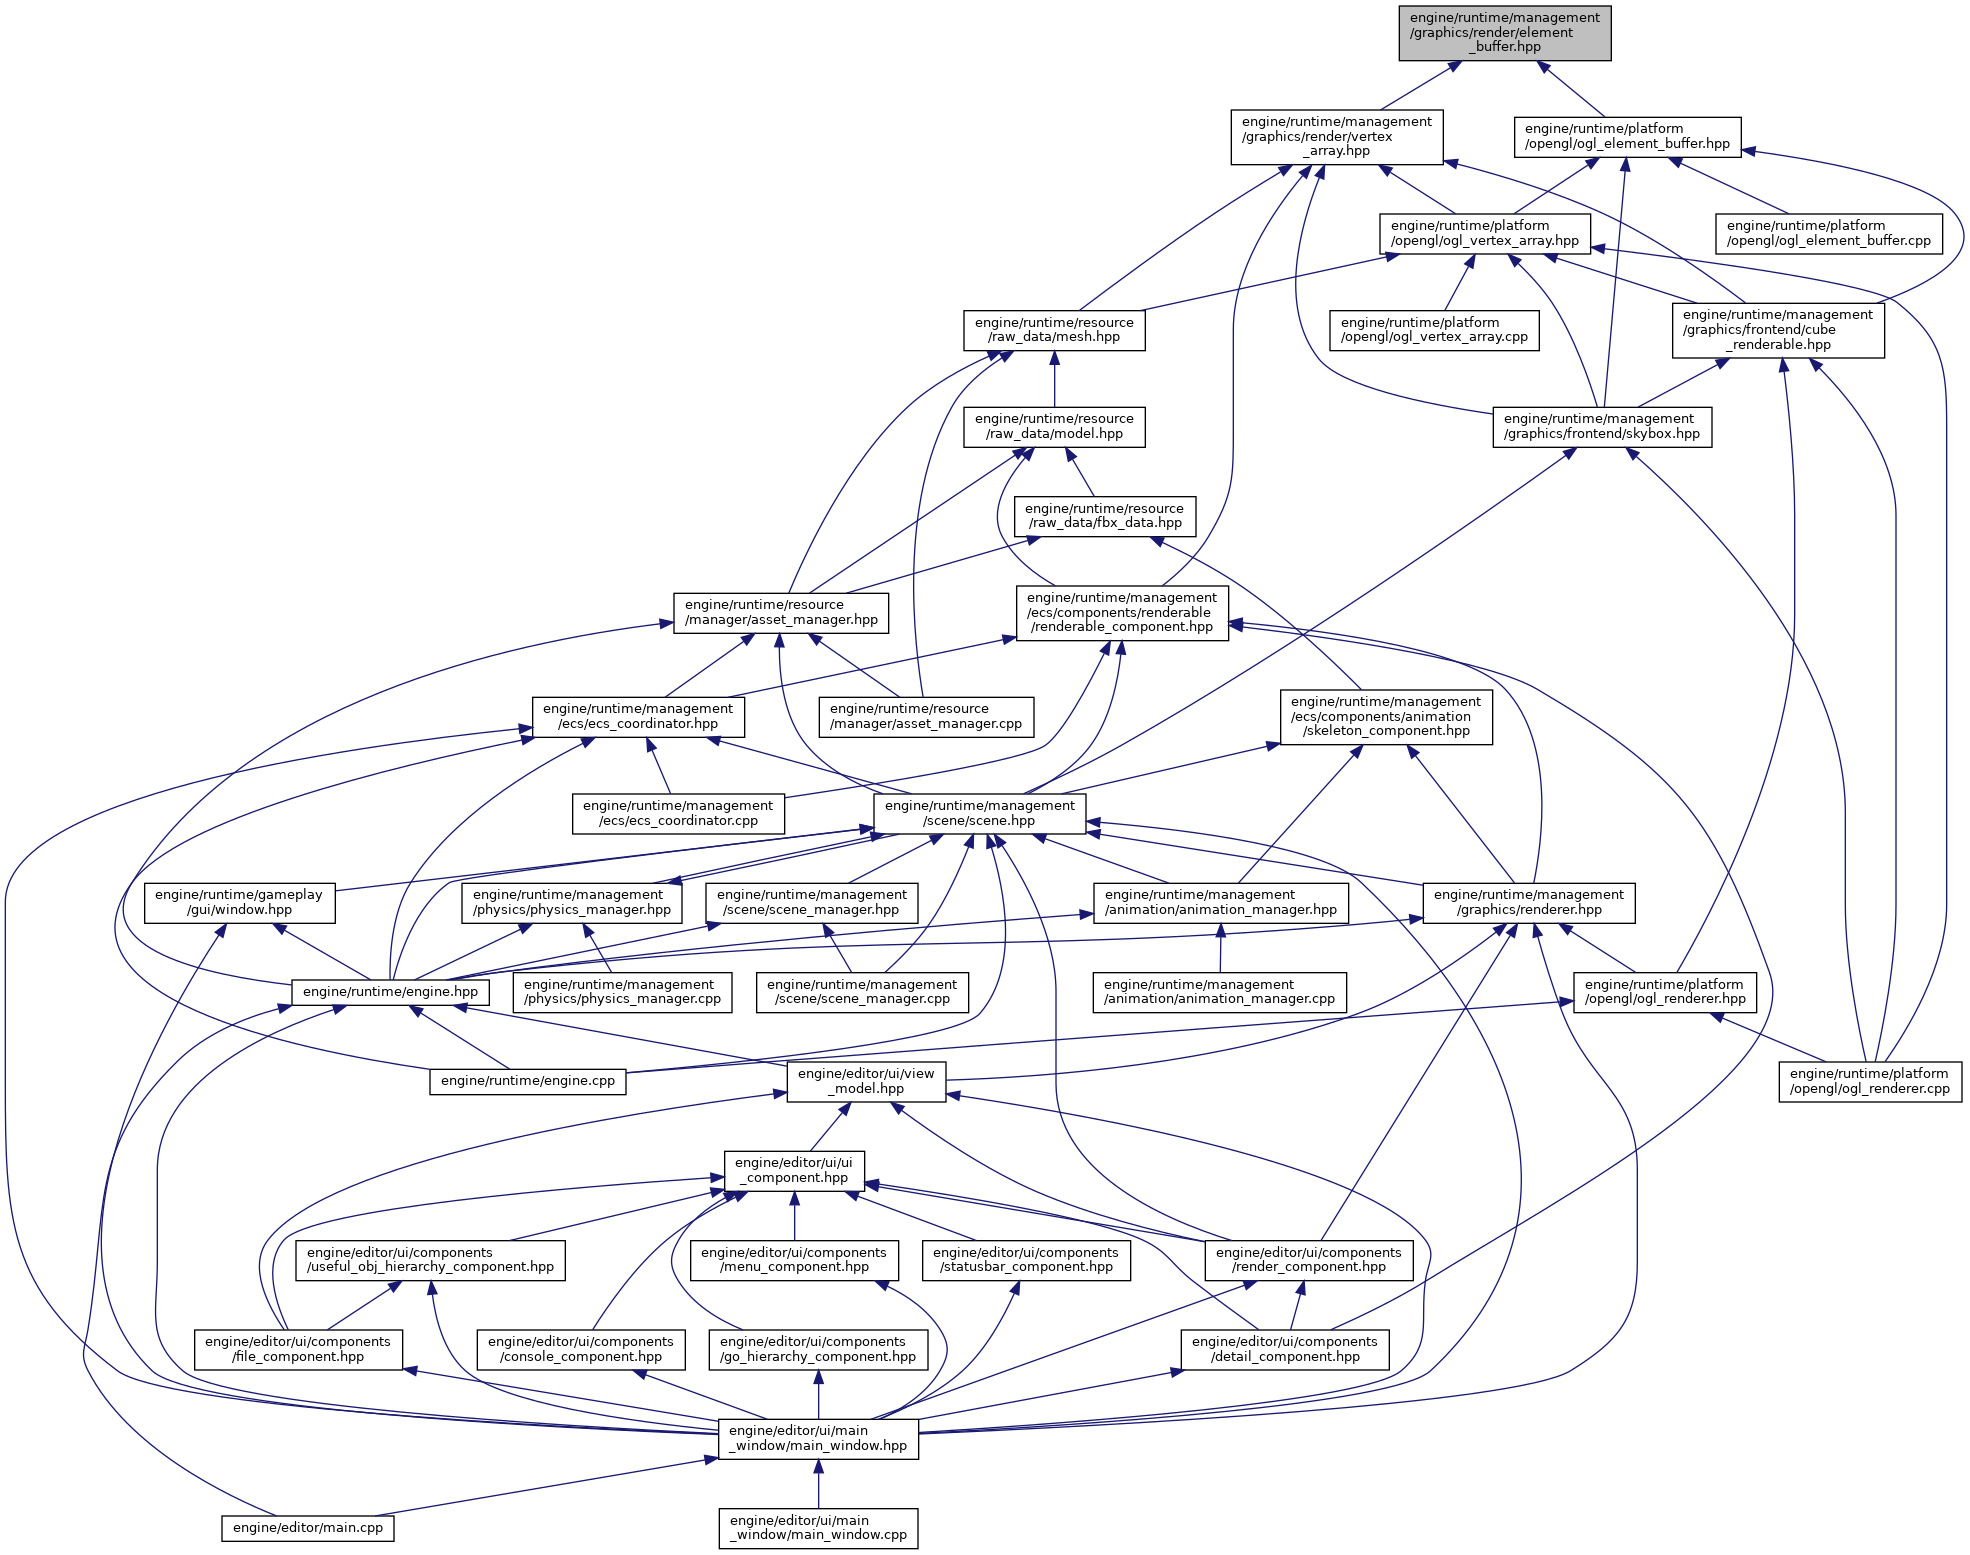 engine/runtime/management
/graphics/render/element
_buffer.hpp
engine/runtime/management
/graphics/render/vertex
_array.hpp
engine/runtime/platform
/opengl/ogl_element_buffer.hpp
engine/runtime/platform
/opengl/ogl_vertex_array.hpp
engine/runtime/platform
/opengl/ogl_element_buffer.cpp
engine/runtime/resource
/raw_data/mesh.hpp
engine/runtime/platform
/opengl/ogl_vertex_array.cpp
engine/runtime/management
/graphics/frontend/cube
_renderable.hpp
engine/runtime/resource
/raw_data/model.hpp
engine/runtime/management
/graphics/frontend/skybox.hpp
engine/runtime/resource
/raw_data/fbx_data.hpp
engine/runtime/resource
/manager/asset_manager.hpp
engine/runtime/management
/ecs/components/renderable
/renderable_component.hpp
engine/runtime/management
/ecs/ecs_coordinator.hpp
engine/runtime/resource
/manager/asset_manager.cpp
engine/runtime/management
/ecs/components/animation
/skeleton_component.hpp
engine/runtime/management
/ecs/ecs_coordinator.cpp
engine/runtime/management
/scene/scene.hpp
engine/runtime/gameplay
/gui/window.hpp
engine/runtime/management
/physics/physics_manager.hpp
engine/runtime/management
/scene/scene_manager.hpp
engine/runtime/management
/animation/animation_manager.hpp
engine/runtime/management
/graphics/renderer.hpp
engine/runtime/engine.hpp
engine/runtime/management
/physics/physics_manager.cpp
engine/runtime/management
/scene/scene_manager.cpp
engine/runtime/management
/animation/animation_manager.cpp
engine/runtime/platform
/opengl/ogl_renderer.hpp
engine/runtime/engine.cpp
engine/editor/ui/view
_model.hpp
engine/runtime/platform
/opengl/ogl_renderer.cpp
engine/editor/ui/ui
_component.hpp
engine/editor/ui/components
/useful_obj_hierarchy_component.hpp
engine/editor/ui/components
/menu_component.hpp
engine/editor/ui/components
/statusbar_component.hpp
engine/editor/ui/components
/render_component.hpp
engine/editor/ui/components
/file_component.hpp
engine/editor/ui/components
/console_component.hpp
engine/editor/ui/components
/go_hierarchy_component.hpp
engine/editor/ui/components
/detail_component.hpp
engine/editor/ui/main
_window/main_window.hpp
engine/editor/main.cpp
engine/editor/ui/main
_window/main_window.cpp